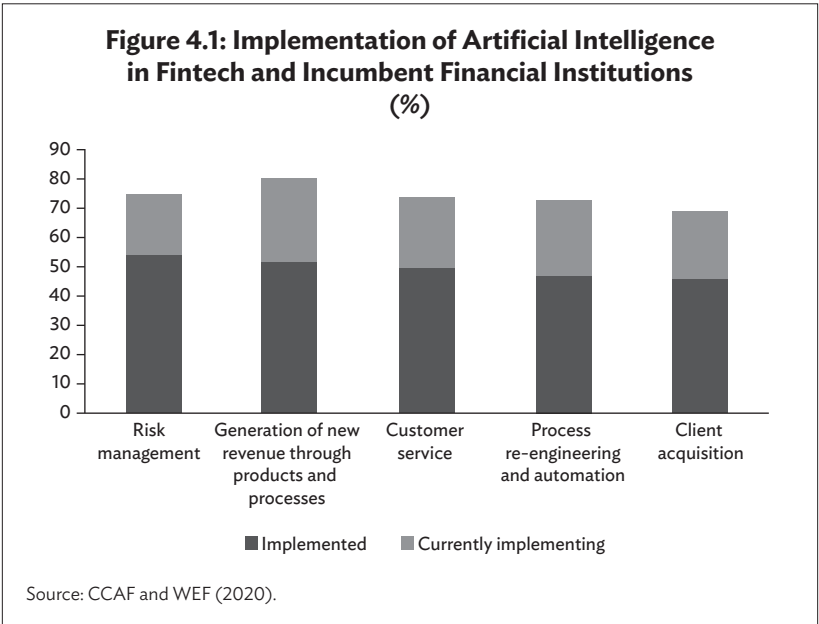 Figure 4.1: Implementation of Artificial Intelligence
in Fintech and Incumbent Financial Institutions
(%)
90
80
70
60
50
40
30
20
10
0
Risk
management
Generation of new
revenue through
products and
processes
Customer
service
Process
re-engineering
and automation
Client
acquisition
Implemented
Currently implementing
Source: CCAF and WEF (2020).